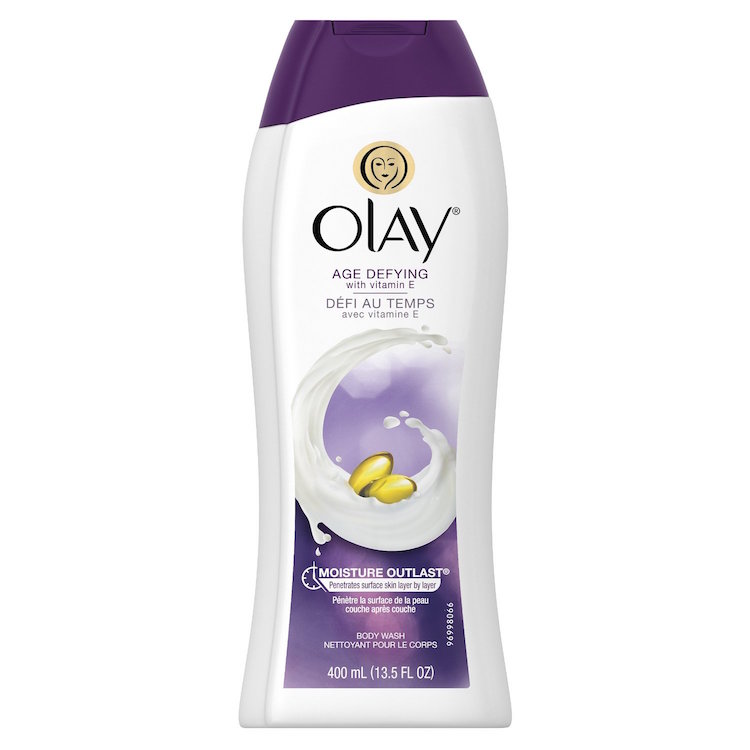 OLAY®
AGE DEFYING
with vitamin E
DÉFI AU TEMPS
avec vitamine E
MOISTURE OUTLAST®
Penetrates surface skin layer by layer
Pénètre la surface de la peau
couche après couche
BODY WASH
NETTOYANT POUR LE CORPS
400 mL (13.5 FL OZ)
96998066